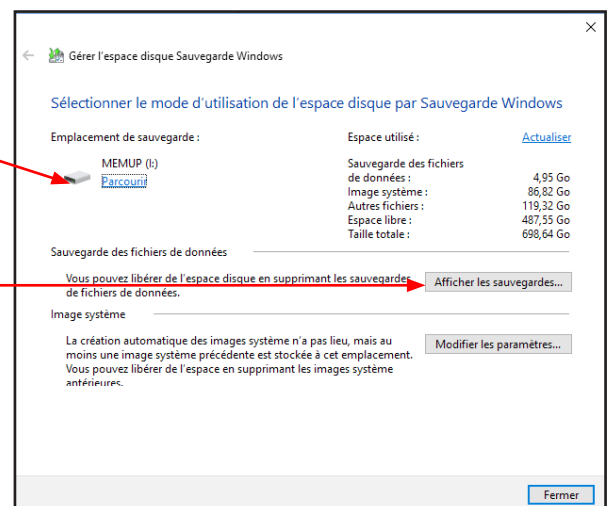 Gérer l'espace disque Sauvegarde Windows
Sélectionner le mode d'utilisation de l'espace disque par Sauvegarde Windows
Emplacement de sauvegarde :
MEMUP (I:)
Parcourir
Espace utilisé :
Actualiser
Sauvegarde des fichiers
de données : 4,95 Go
Image système : 86,82 Go
Autres fichiers : 119,32 Go
Espace libre : 487,55 Go
Taille totale : 698,64 Go
Sauvegarde des fichiers de données
Vous pouvez libérer de l'espace disque en supprimant les sauvegardes
de fichiers de données.
Afficher les sauvegardes...
Image système
La création automatique des images système n'a pas lieu, mais au
moins une image système précédente est stockée à cet emplacement.
Vous pouvez libérer de l'espace en supprimant les images système
antérieures.
Modifier les paramètres...
Fermer